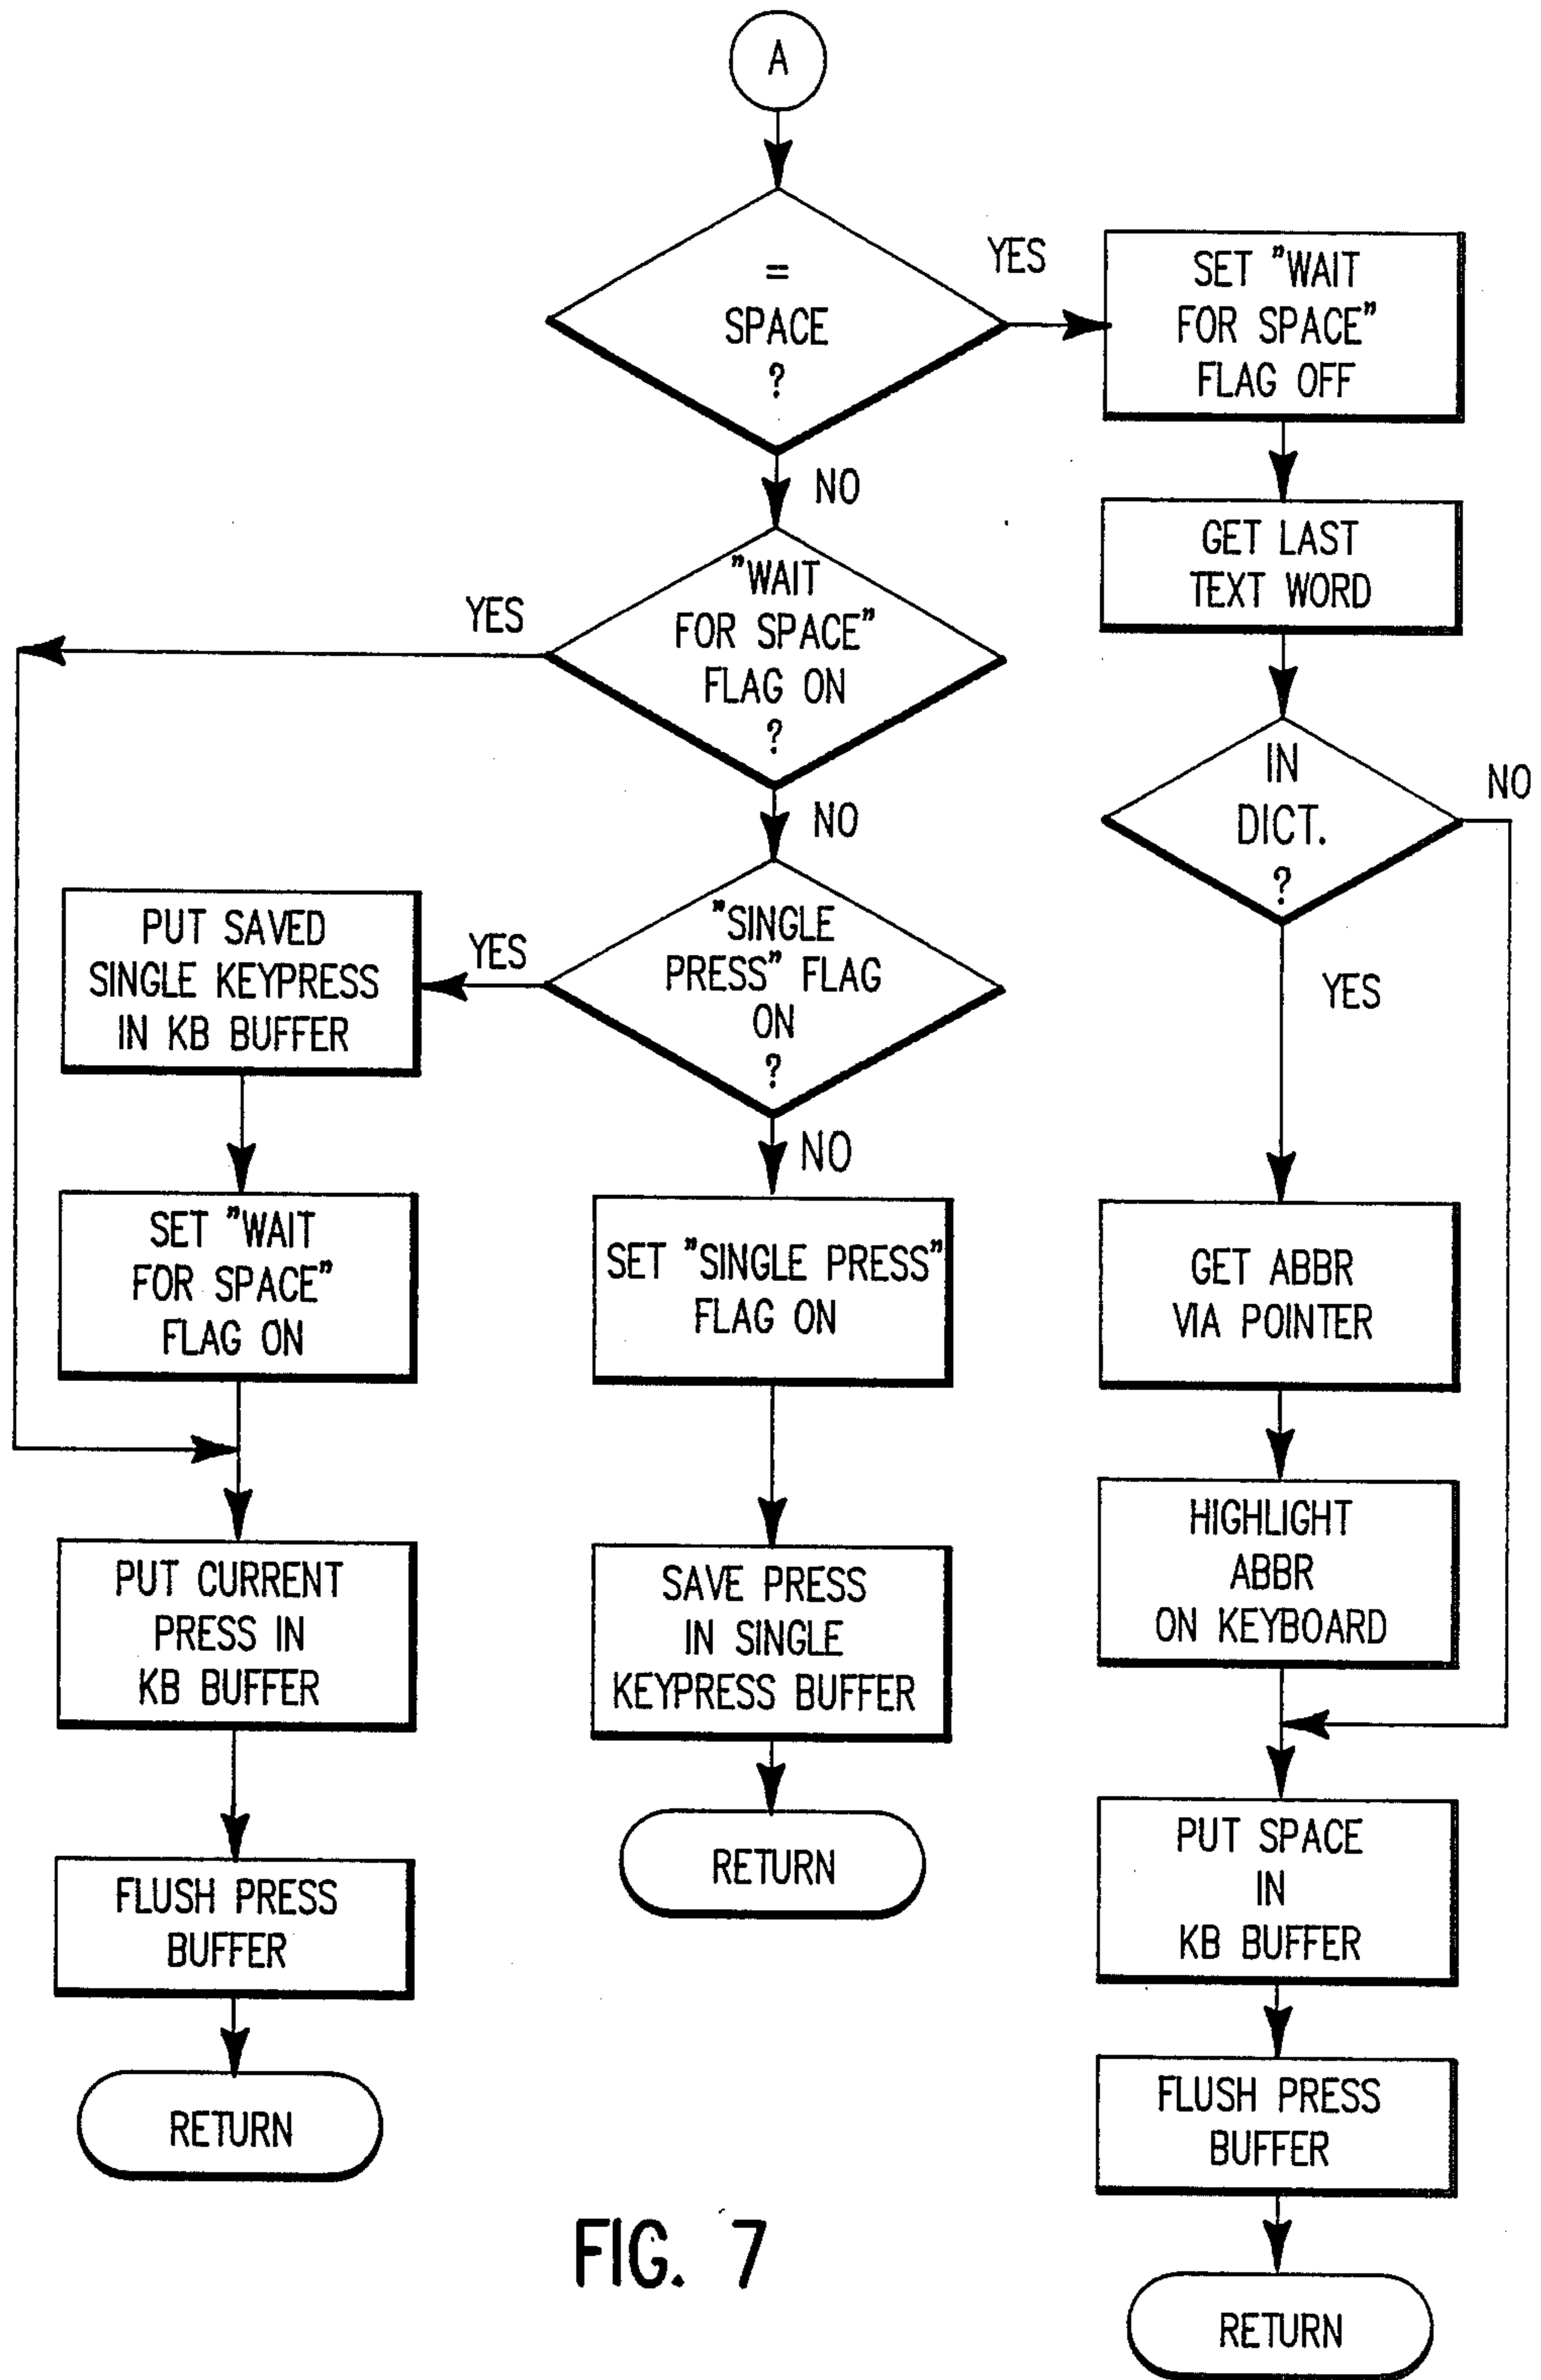 A
=
SPACE
?
YES
SET "WAIT
FOR SPACE"
FLAG OFF
NO
GET LAST
TEXT WORD
"WAIT
FOR SPACE"
FLAG ON
?
YES
NO
IN
DICT.
?
NO
YES
"SINGLE
PRESS" FLAG
ON
?
YES
NO
PUT SAVED
SINGLE KEYPRESS
IN KB BUFFER
SET "WAIT
FOR SPACE"
FLAG ON
SET "SINGLE PRESS"
FLAG ON
GET ABBR
VIA POINTER
HIGHLIGHT
ABBR
ON KEYBOARD
PUT CURRENT
PRESS IN
KB BUFFER
SAVE PRESS
IN SINGLE
KEYPRESS BUFFER
RETURN
PUT SPACE
IN
KB BUFFER
FLUSH PRESS
BUFFER
RETURN
FLUSH PRESS
BUFFER
RETURN
FIG. 7